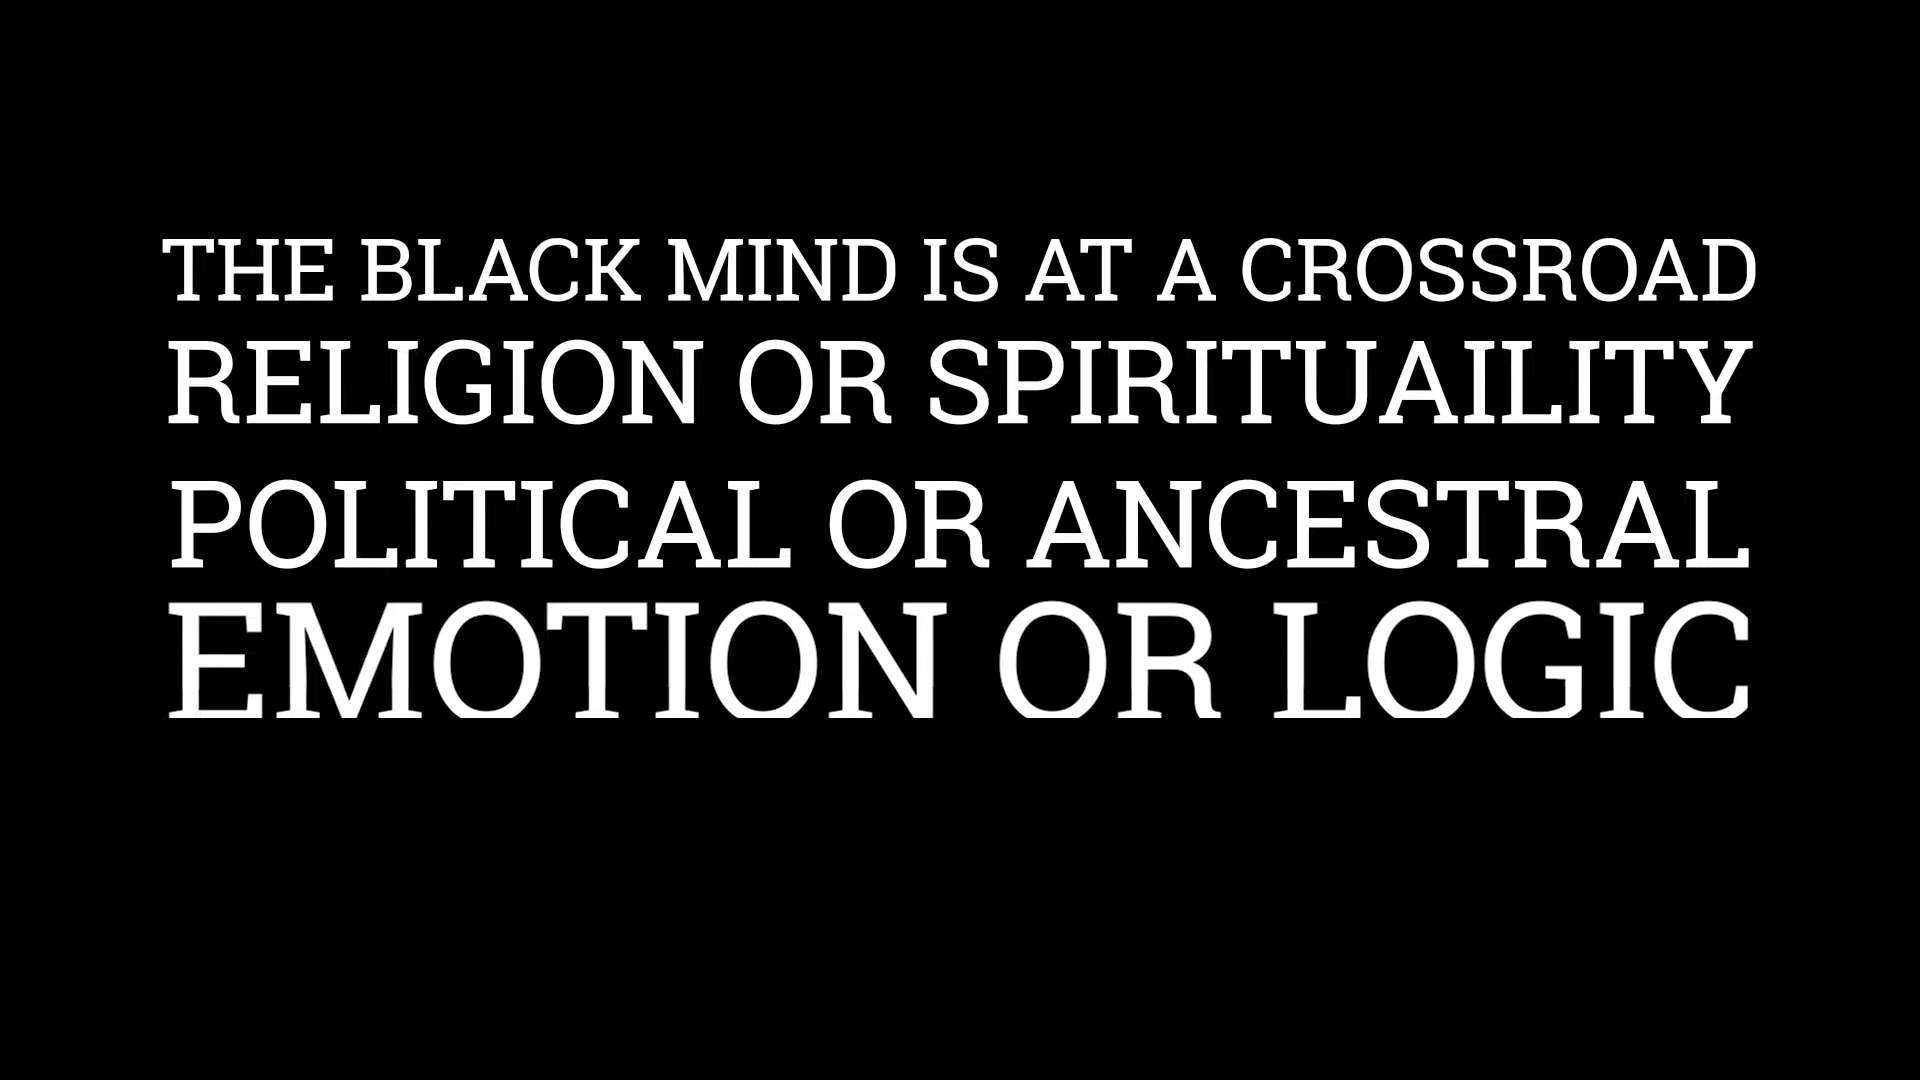 THE BLACK MIND IS AT A CROSSROAD
RELIGION OR SPIRITUAILITY
POLITICAL OR ANCESTRAL
EMOTION OR LOGIC